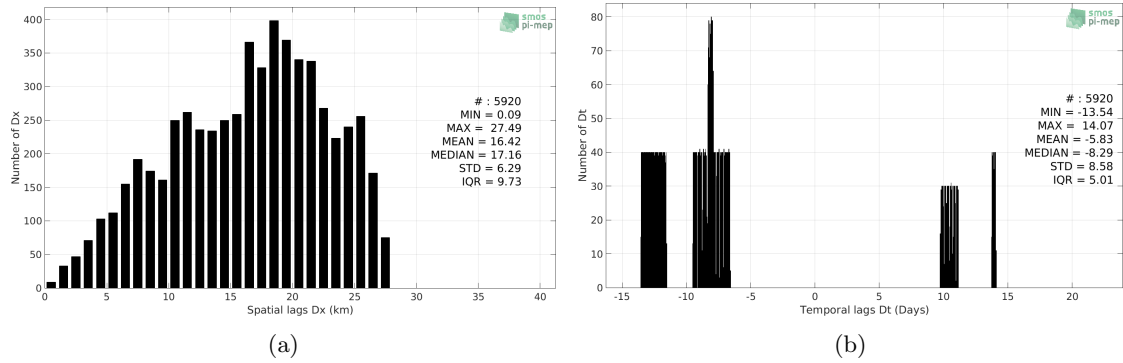 400
350
300
250
200
150
100
50
0
0 5 10 15 20 25 30 35 40
Number of Dx
Spatial lags Dx (km)
smos
pi-mep
# : 5920
MIN = 0.09
MAX = 27.49
MEAN = 16.42
MEDIAN = 17.16
STD = 6.29
IQR = 9.73
(a)
80
70
60
50
40
30
20
10
0
-15 -10 -5 0 5 10 15 20
Number of Dt
Temporal lags Dt (Days)
smos
pi-mep
# : 5920
MIN = -13.54
MAX = 14.07
MEAN = -5.83
MEDIAN = -8.29
STD = 8.58
IQR = 5.01
(b)